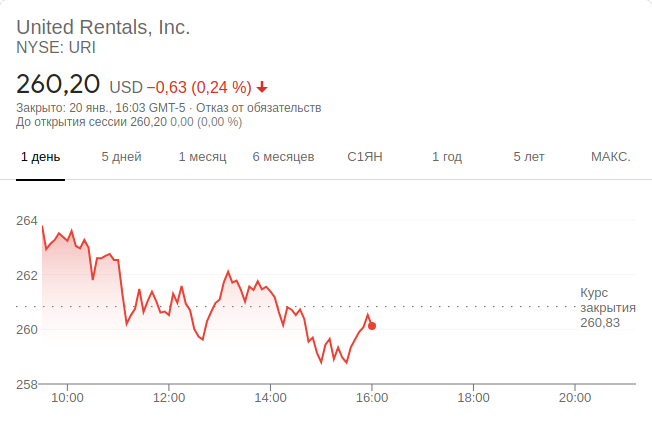 United Rentals, Inc.
NYSE: URI
260,20 USD −0,63 (0,24 %)
Закрыто: 20 янв., 16:03 GMT-5 · Отказ от обязательств
До открытия сессии 260,20 0,00 (0,00 %)
1 день 5 дней 1 месяц 6 месяцев С1ЯН 1 год 5 лет МАКС.
264
262
Курс
закрытия
260,83
260
258
10:00 12:00 14:00 16:00 18:00 20:00